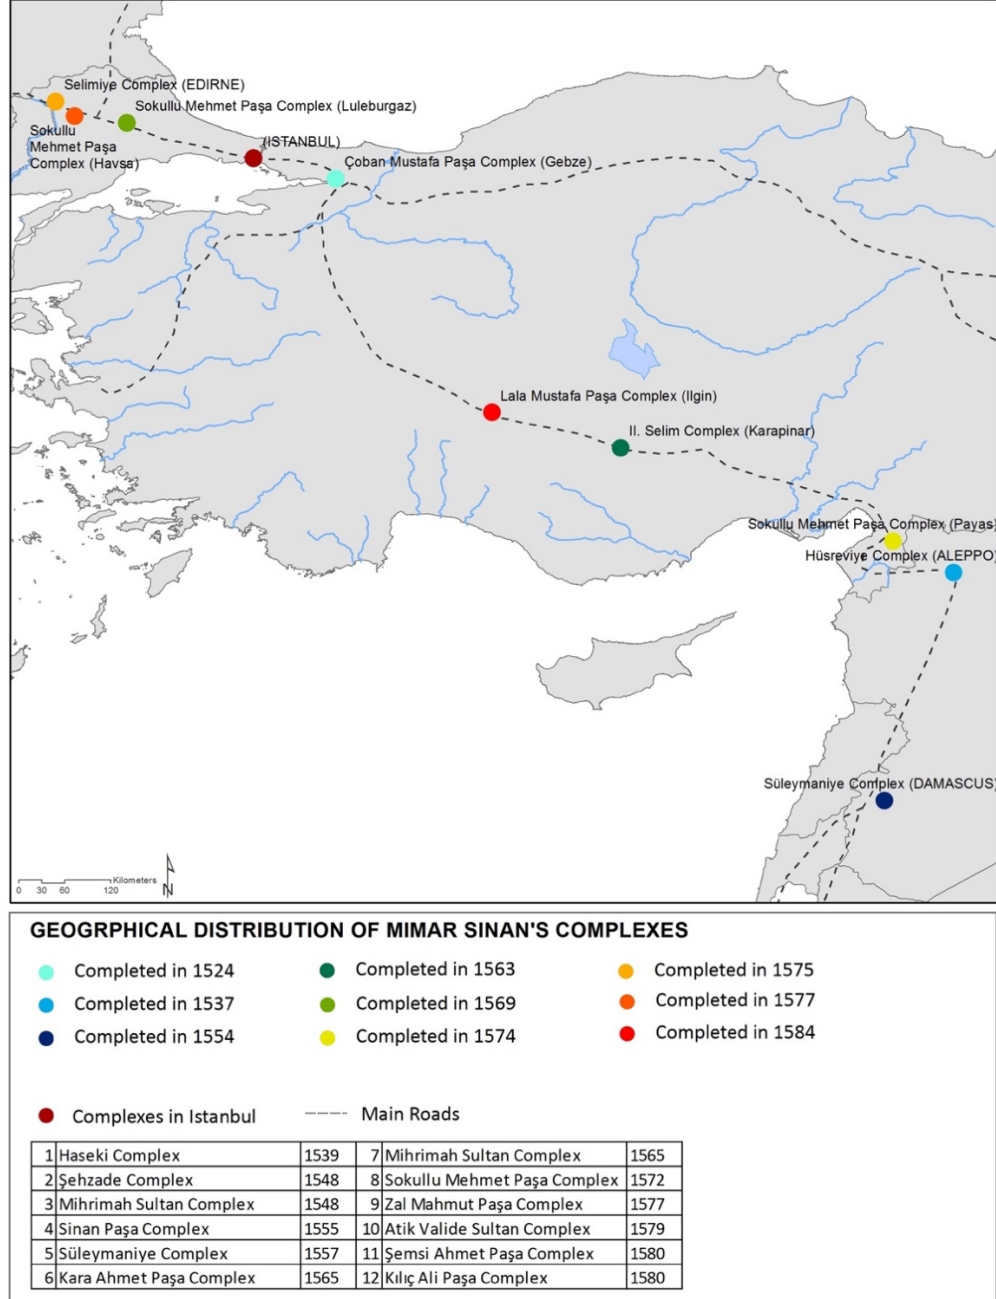 Selimiye Complex (EDIRNE)
Sokullu Mehmet Paşa Complex (Luleburgaz)
Sokullu
Mehmet Paşa
Complex (Havsa)
(ISTANBUL)
Çoban Mustafa Paşa Complex (Gebze)
Lala Mustafa Paşa Complex (Ilgin)
II. Selim Complex (Karapinar)
Sokullu Mehmet Paşa Complex (Payas)
Hüsreviye Complex (ALEPPO)
Süleymaniye Complex (DAMASCUS)
Kilometers
0 30 60 120
N
GEOGRPHICAL DISTRIBUTION OF MIMAR SINAN'S COMPLEXES
Completed in 1524 Completed in 1563 Completed in 1575
Completed in 1537 Completed in 1569 Completed in 1577
Completed in 1554 Completed in 1574 Completed in 1584
Complexes in Istanbul Main Roads
1 Haseki Complex 1539 7 Mihrimah Sultan Complex 1565
2 Şehzade Complex 1548 8 Sokullu Mehmet Paşa Complex 1572
3 Mihrimah Sultan Complex 1548 9 Zal Mahmut Paşa Complex 1577
4 Sinan Paşa Complex 1555 10 Atik Valide Sultan Complex 1579
5 Süleymaniye Complex 1557 11 Şemsi Ahmet Paşa Complex 1580
6 Kara Ahmet Paşa Complex 1565 12 Kılıç Ali Paşa Complex 1580